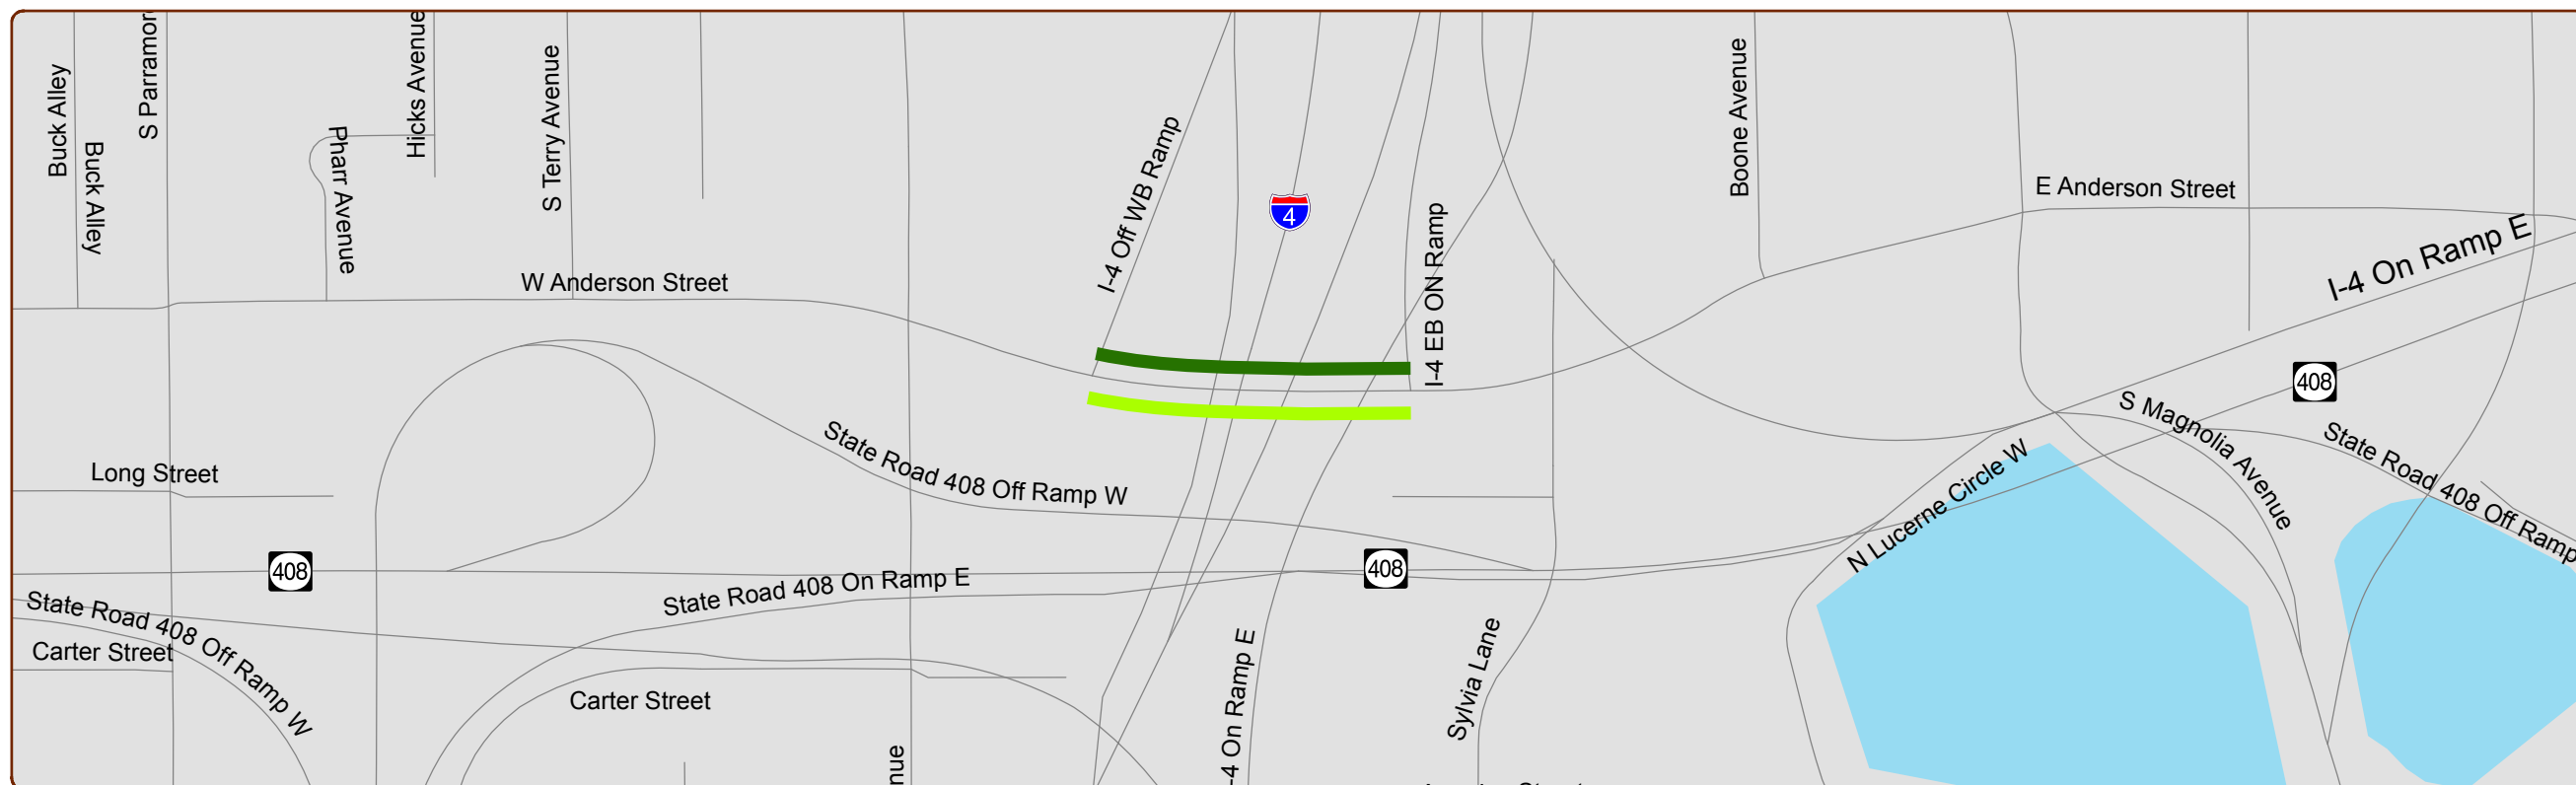 Buck Alley
Buck Alley
S Parramor
Pharr Avenue
Hicks Avenue
S Terry Avenue
W Anderson Street
I-4 Off WB Ramp
4
I-4 EB ON Ramp
Boone Avenue
E Anderson Street
I-4 On Ramp E
408
S Magnolia Avenue
State Road 408 Off Ramp
N Lucerne Circle W
State Road 408 Off Ramp W
Long Street
408
408
State Road 408 On Ramp E
State Road 408 Off Ramp W
Carter Street
Carter Street
nue
-4 On Ramp E
Sylvia Lane